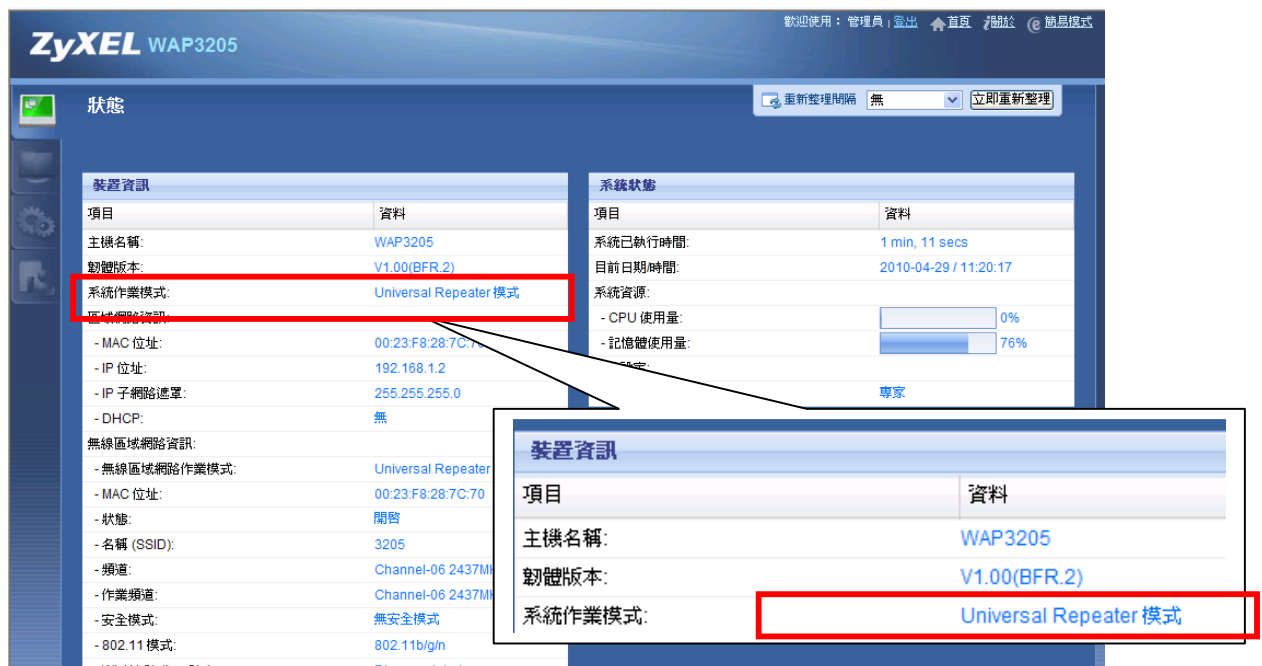 歡迎使用： 管理員 | 登出 首頁 關於 簡易模式
ZyXEL WAP3205
狀態
重新整理間隔 無 立即重新整理
裝置資訊
項目 資料
主機名稱: WAP3205
韌體版本: V1.00(BFR.2)
系統作業模式: Universal Repeater 模式
區域網路資訊:
- MAC 位址: 00:23:F8:28:7C:70
- IP 位址: 192.168.1.2
- IP 子網路遮罩: 255.255.255.0
- DHCP: 無
無線區域網路資訊:
- 無線區域網路作業模式: Universal Repeater
- MAC 位址: 00:23:F8:28:7C:70
- 狀態: 開啓
- 名稱 (SSID): 3205
- 頻道: Channel-06 2437MH
- 作業頻道: Channel-06 2437MH
- 安全模式: 無安全模式
- 802.11 模式: 802.11b/g/n
系統狀態
項目 資料
系統已執行時間: 1 min, 11 secs
目前日期/時間: 2010-04-29 / 11:20:17
系統資源:
- CPU 使用量: 0%
- 記憶體使用量: 76%
專家
裝置資訊
項目 資料
主機名稱: WAP3205
韌體版本: V1.00(BFR.2)
系統作業模式: Universal Repeater 模式